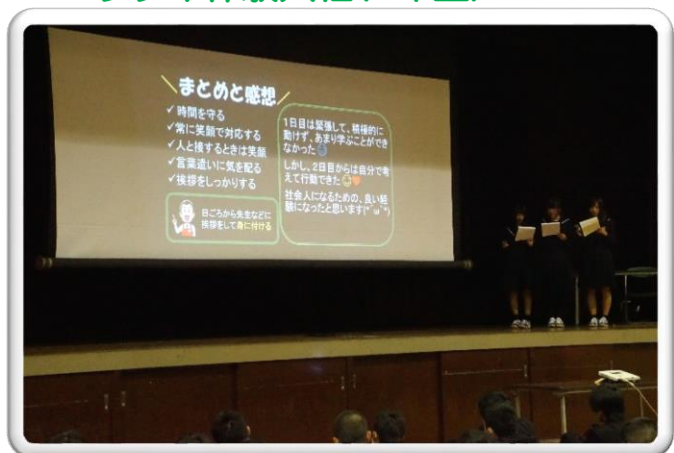 まとめと感想
✓時間を守る
✓常に笑顔で対応する
✓人と接するときは笑顔
✓言葉遣いに気を配る
✓挨拶をしっかりする
日ごろから先生などに
挨拶をして身に付ける
1日目は緊張して、積極的に
動けず、あまり学ぶことができ
なかった
しかし、2日目からは自分で考
えて行動できた
社会人になるための、良い経
験になったと思います(*´ω`*)